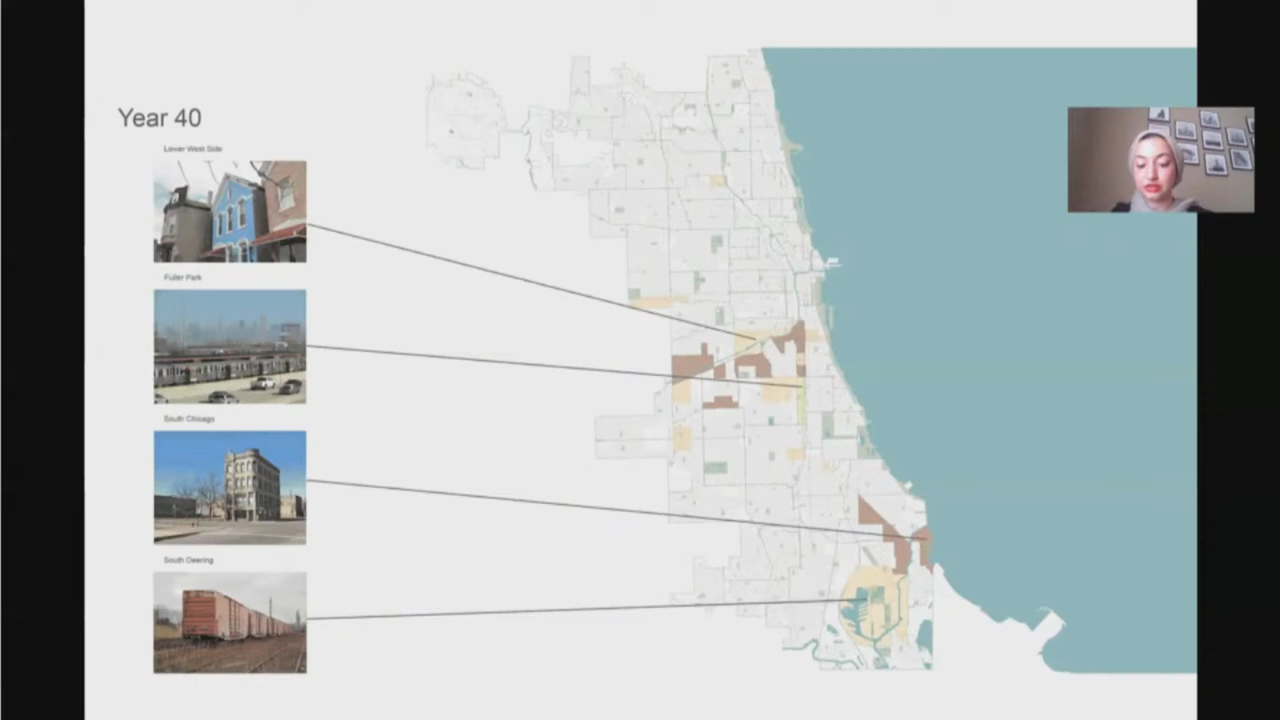 Year 40
Lower West Side
Fuller Park
South Chicago
South Deering